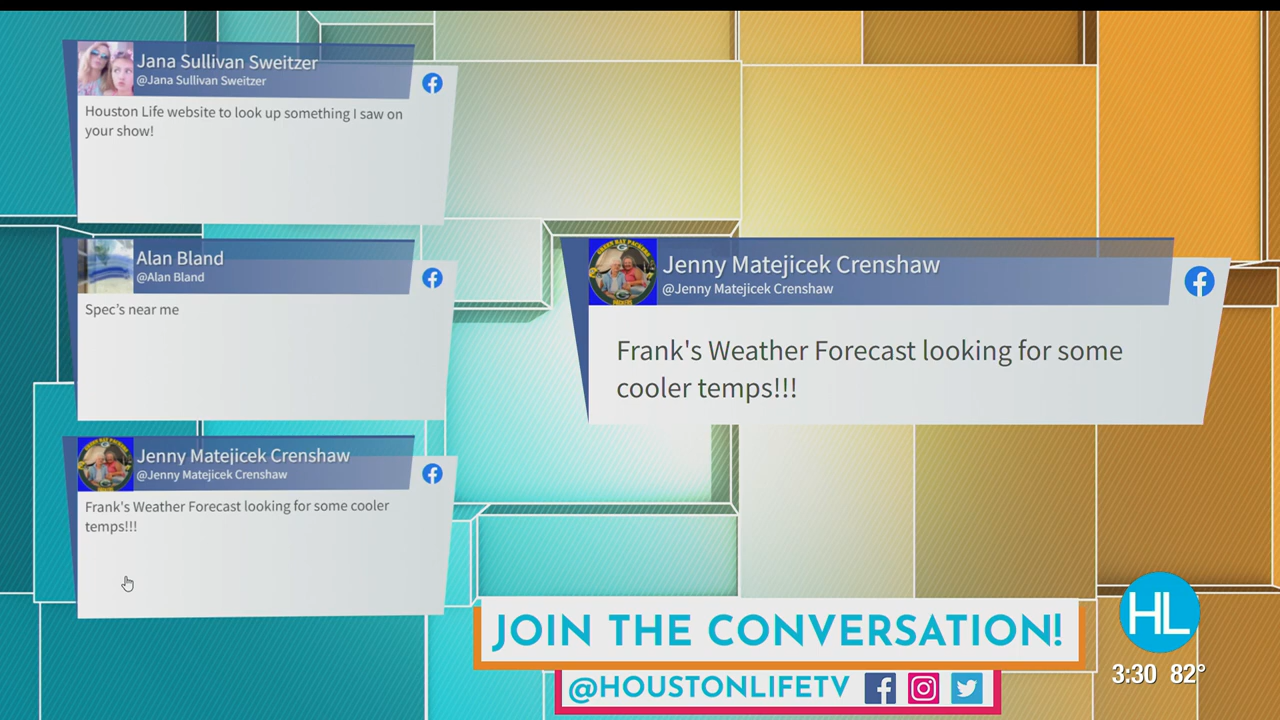 Jana Sullivan Sweitzer
@Jana Sullivan Sweitzer
Houston Life website to look up something I saw on
your show!
Alan Bland
@Alan Bland
Spec's near me
Jenny Matejicek Crenshaw
@Jenny Matejicek Crenshaw
Frank's Weather Forecast looking for some cooler
temps!!!
GREEN BAY PACKERS
Jenny Matejicek Crenshaw
@Jenny Matejicek Crenshaw
Frank's Weather Forecast looking for some
cooler temps!!!
JOIN THE CONVERSATION!
@HOUSTONLIFETV
HL
3:30 82°